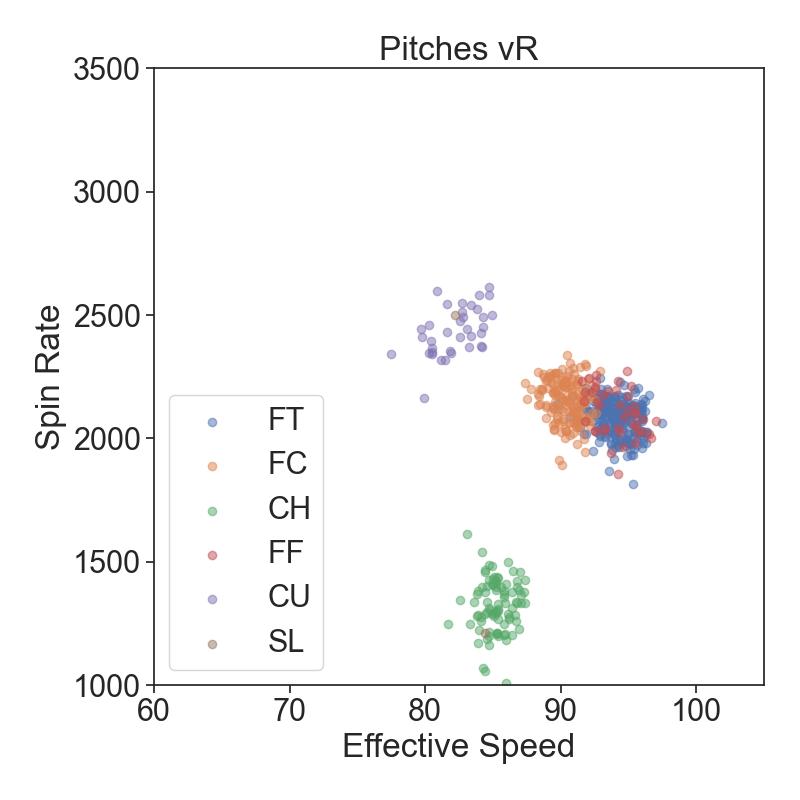 Pitches vR
3500
3000
2500
2000
1500
1000
Spin Rate
FT
FC
CH
FF
CU
SL
60 70 80 90 100
Effective Speed